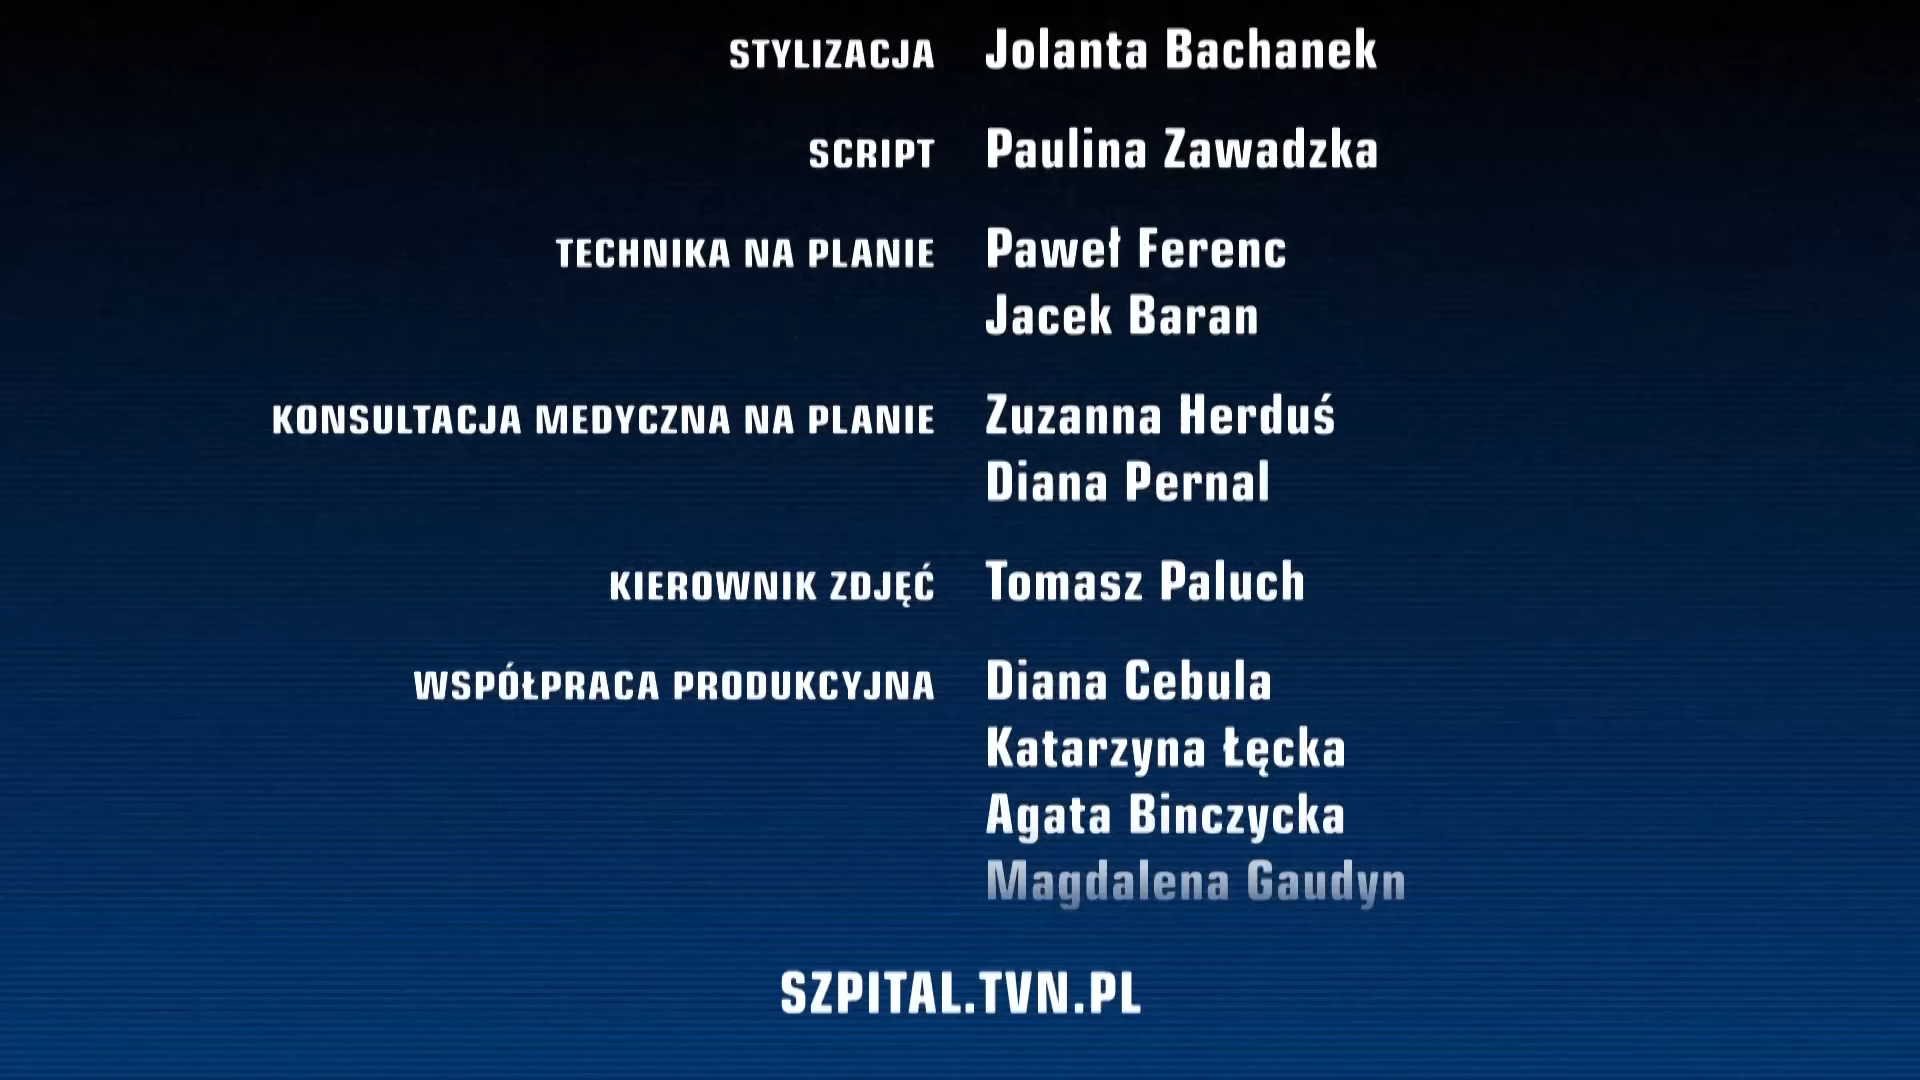 STYLIZACJA Jolanta Bachanek
SCRIPT Paulina Zawadzka
TECHNIKA NA PLANIE Paweł Ferenc
Jacek Baran
KONSULTACJA MEDYCZNA NA PLANIE Zuzanna Herduś
Diana Pernal
KIEROWNIK ZDJĘĆ Tomasz Paluch
WSPÓŁPRACA PRODUKCYJNA Diana Cebula
Katarzyna Łęcka
Agata Binczycka
Magdalena Gaudyn
SZPITAL.TVN.PL